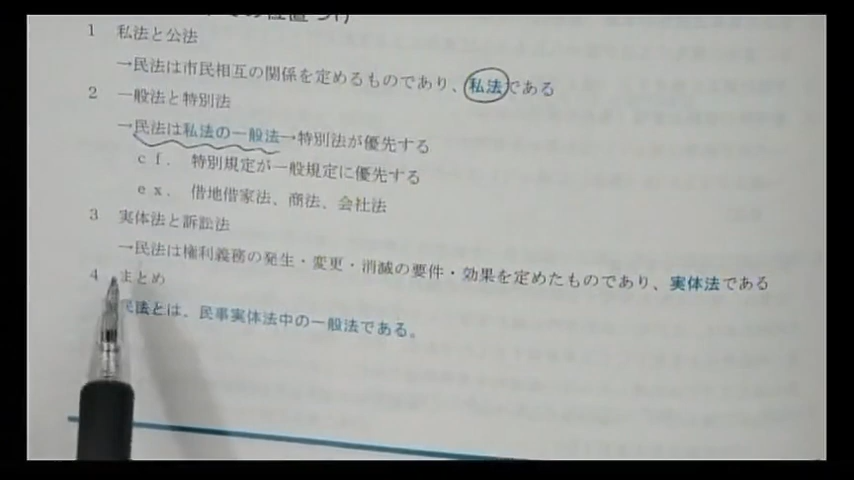 の位置づけ
1 私法と公法
→民法は市民相互の関係を定めるものであり、私法である
2 一般法と特別法
→民法は私法の一般法→特別法が優先する
cf. 特別規定が一般規定に優先する
ex. 借地借家法、商法、会社法
3 実体法と訴訟法
→民法は権利義務の発生・変更・消滅の要件・効果を定めたものであり、実体法である
4 まとめ
民法とは、民事実体法中の一般法である。